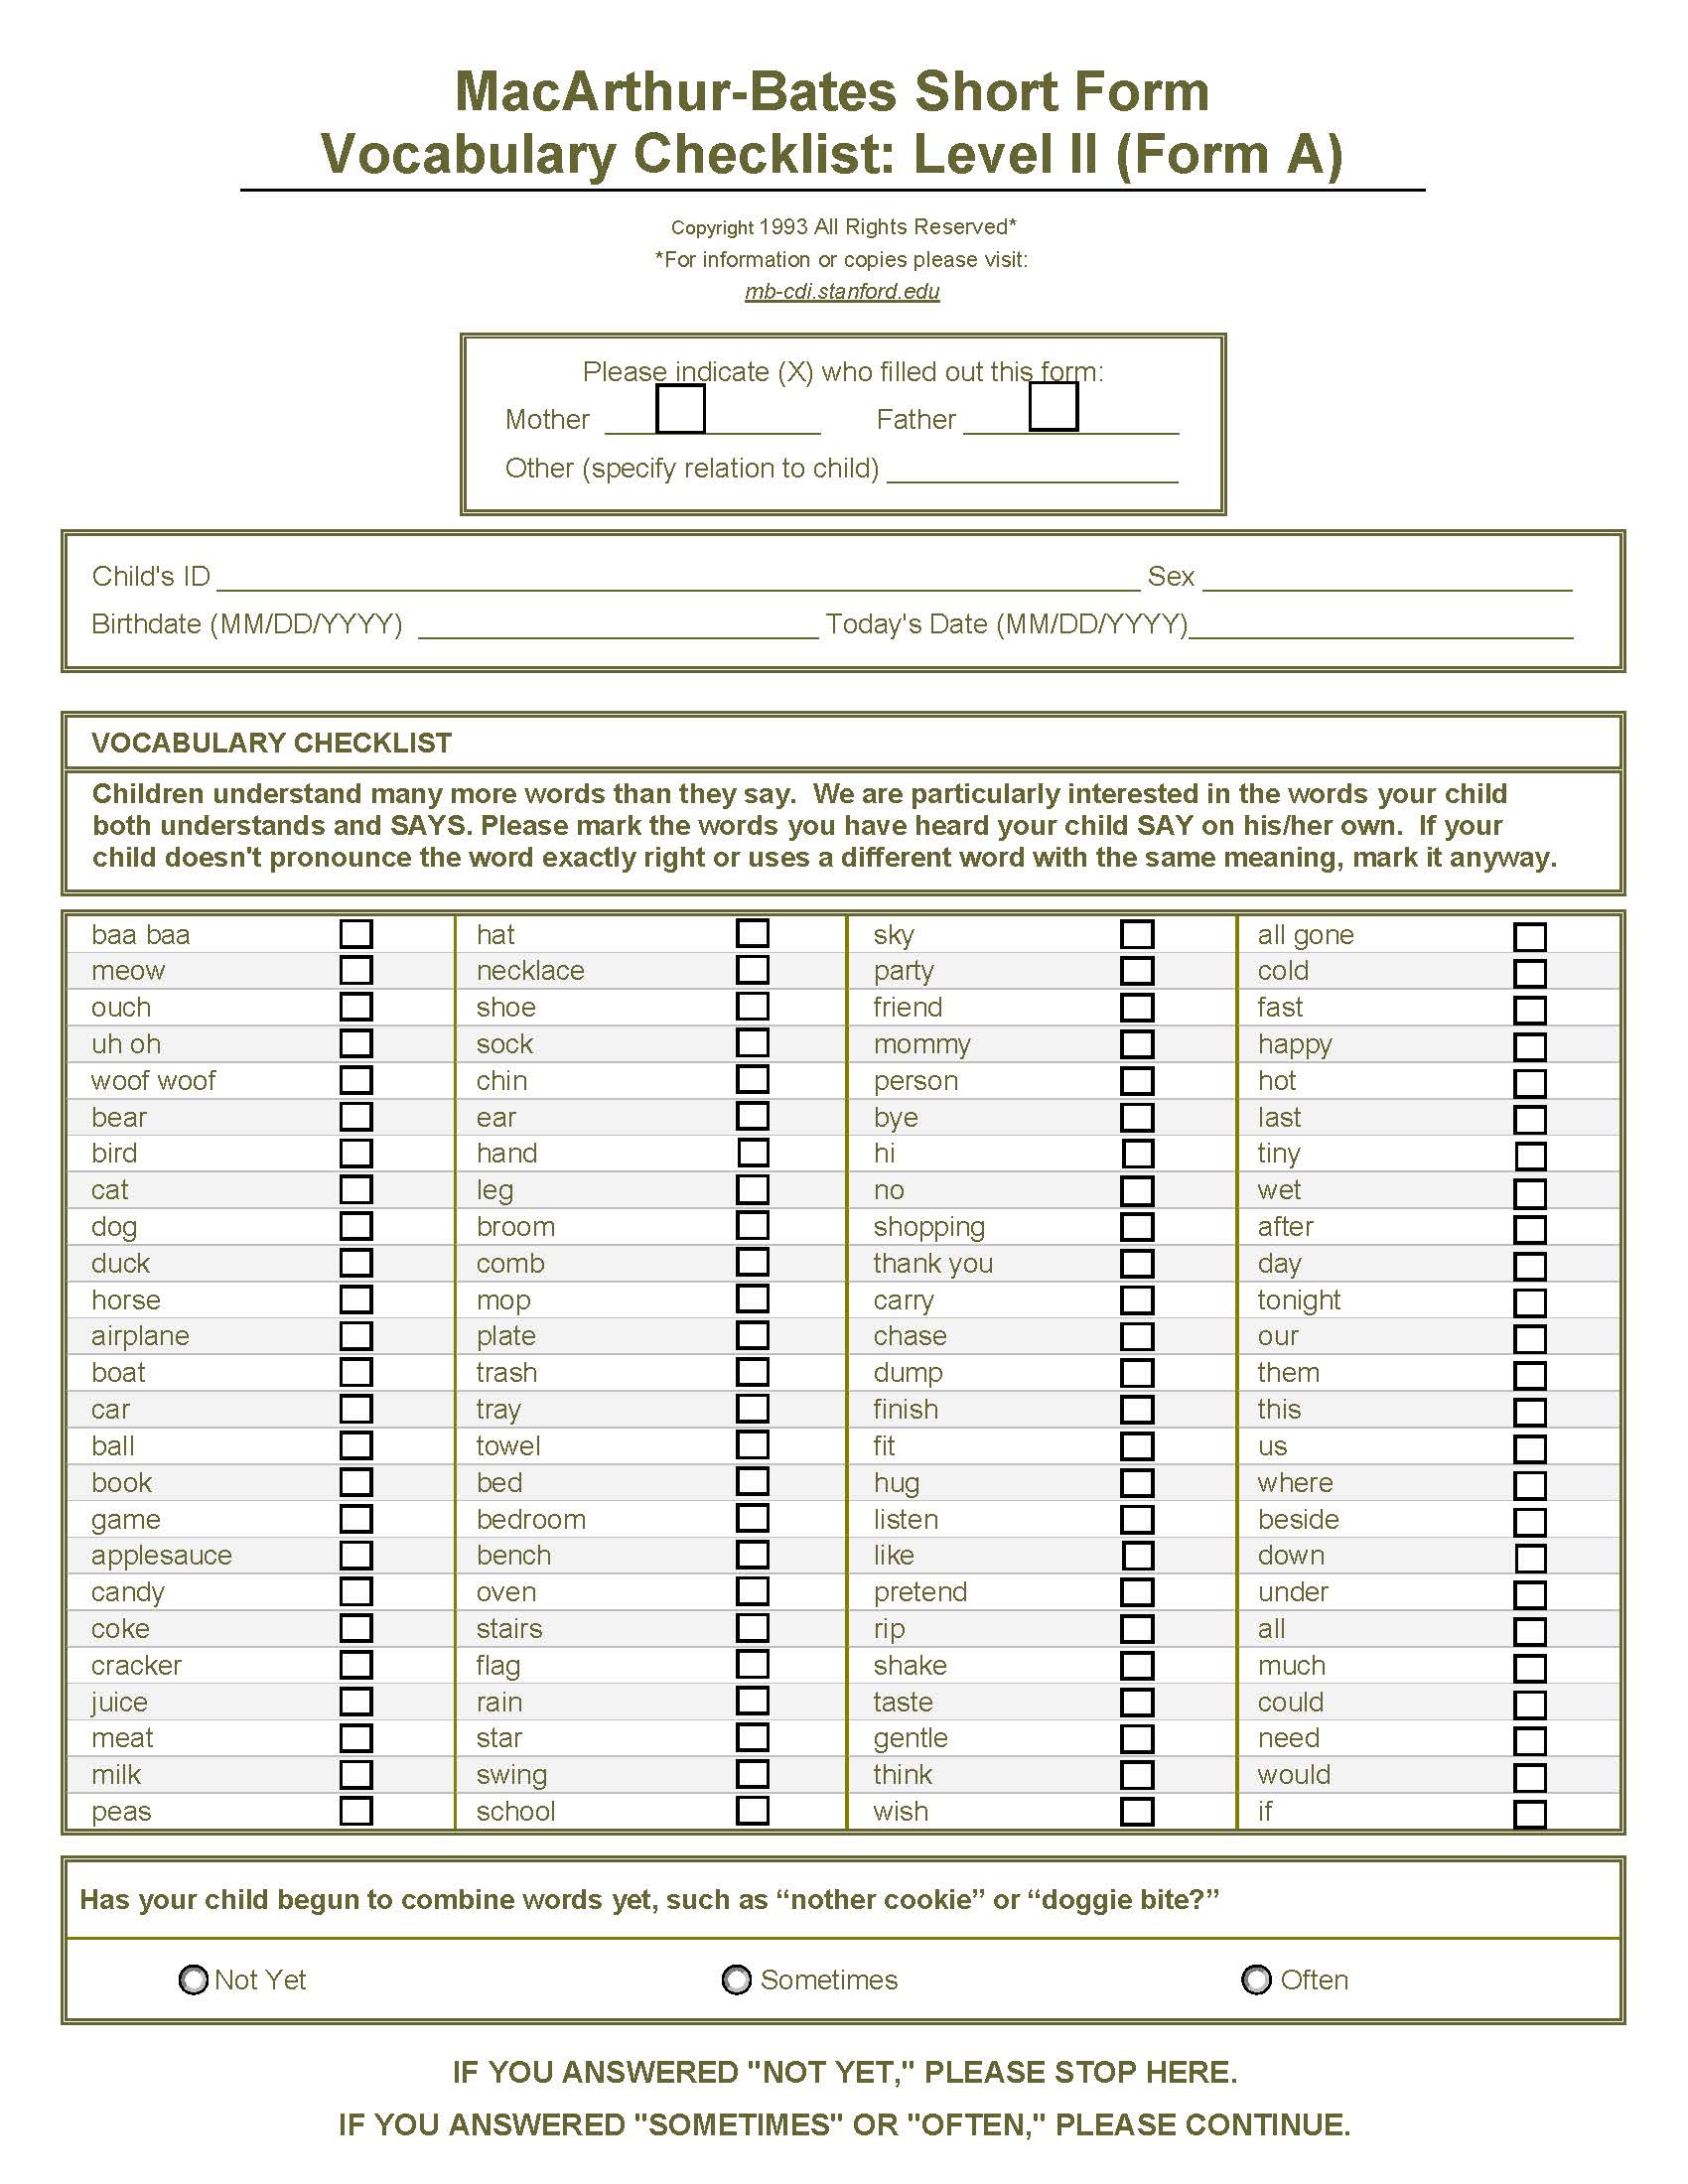 MacArthur-Bates Short Form
Vocabulary Checklist: Level II (Form A)
Copyright 1993 All Rights Reserved*
*For information or copies please visit:
mb-cdi.stanford.edu
Please indicate (X) who filled out this form:
Mother Father
Other (specify relation to child)
Child's ID Sex
Birthdate (MM/DD/YYYY) Today's Date (MM/DD/YYYY)
VOCABULARY CHECKLIST
Children understand many more words than they say. We are particularly interested in the words your child
both understands and SAYS. Please mark the words you have heard your child SAY on his/her own. If your
child doesn't pronounce the word exactly right or uses a different word with the same meaning, mark it anyway.
baa baa hat sky all gone
meow necklace party cold
ouch shoe friend fast
uh oh sock mommy happy
woof woof chin person hot
bear ear bye last
bird hand hi tiny
cat leg no wet
dog broom shopping after
duck comb thank you day
horse mop carry tonight
airplane plate chase our
boat trash dump them
car tray finish this
ball towel fit us
book bed hug where
game bedroom listen beside
applesauce bench like down
candy oven pretend under
coke stairs rip all
cracker flag shake much
juice rain taste could
meat star gentle need
milk swing think would
peas school wish if
Has your child begun to combine words yet, such as “nother cookie” or “doggie bite?”
Not Yet Sometimes Often
IF YOU ANSWERED "NOT YET," PLEASE STOP HERE.
IF YOU ANSWERED "SOMETIMES" OR "OFTEN," PLEASE CONTINUE.